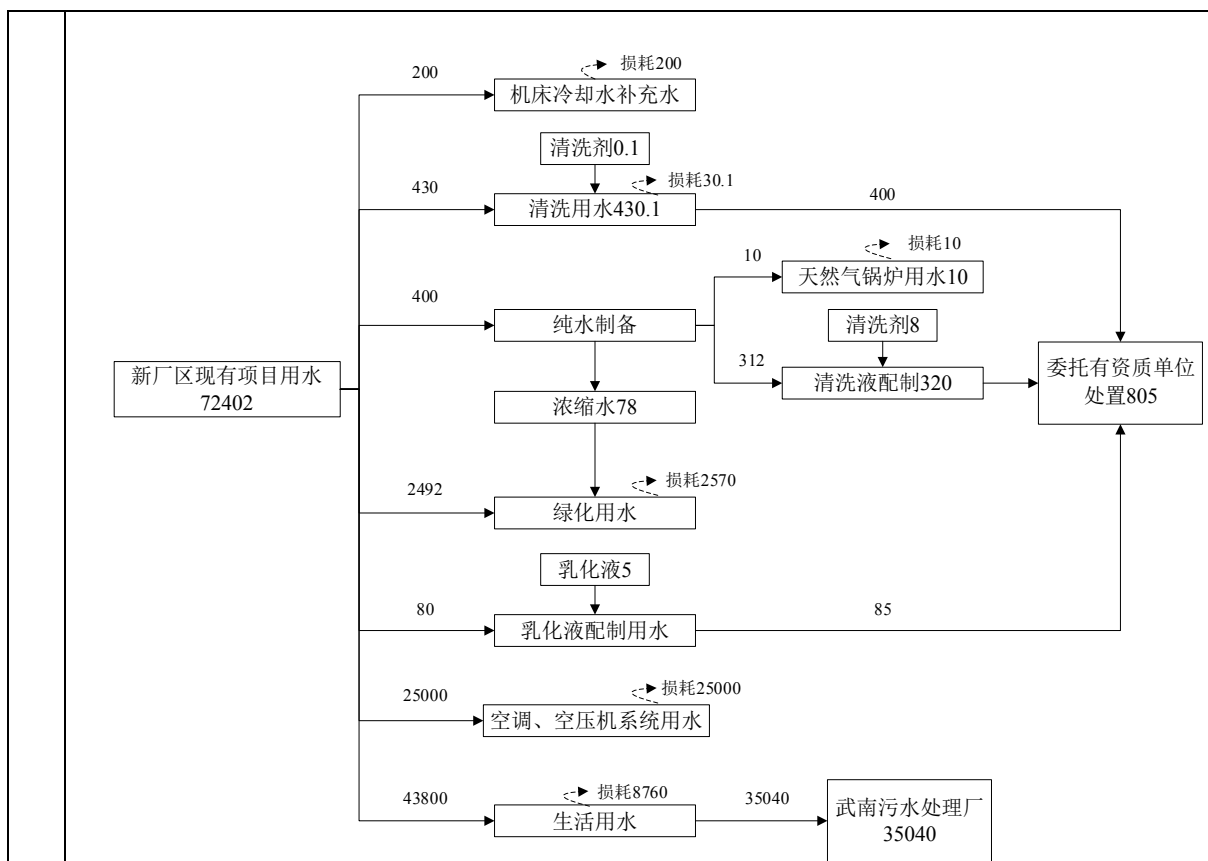 损耗200
200
机床冷却水补充水
清洗剂0.1
损耗30.1
430
清洗用水430.1
400
损耗10
10
天然气锅炉用水10
400
纯水制备
清洗剂8
312
清洗液配制320
委托有资质单位
处置805
新厂区现有项目用水
72402
浓缩水78
损耗2570
2492
绿化用水
乳化液5
80
乳化液配制用水
85
损耗25000
25000
空调、空压机系统用水
损耗8760
43800
生活用水
35040
武南污水处理厂
35040